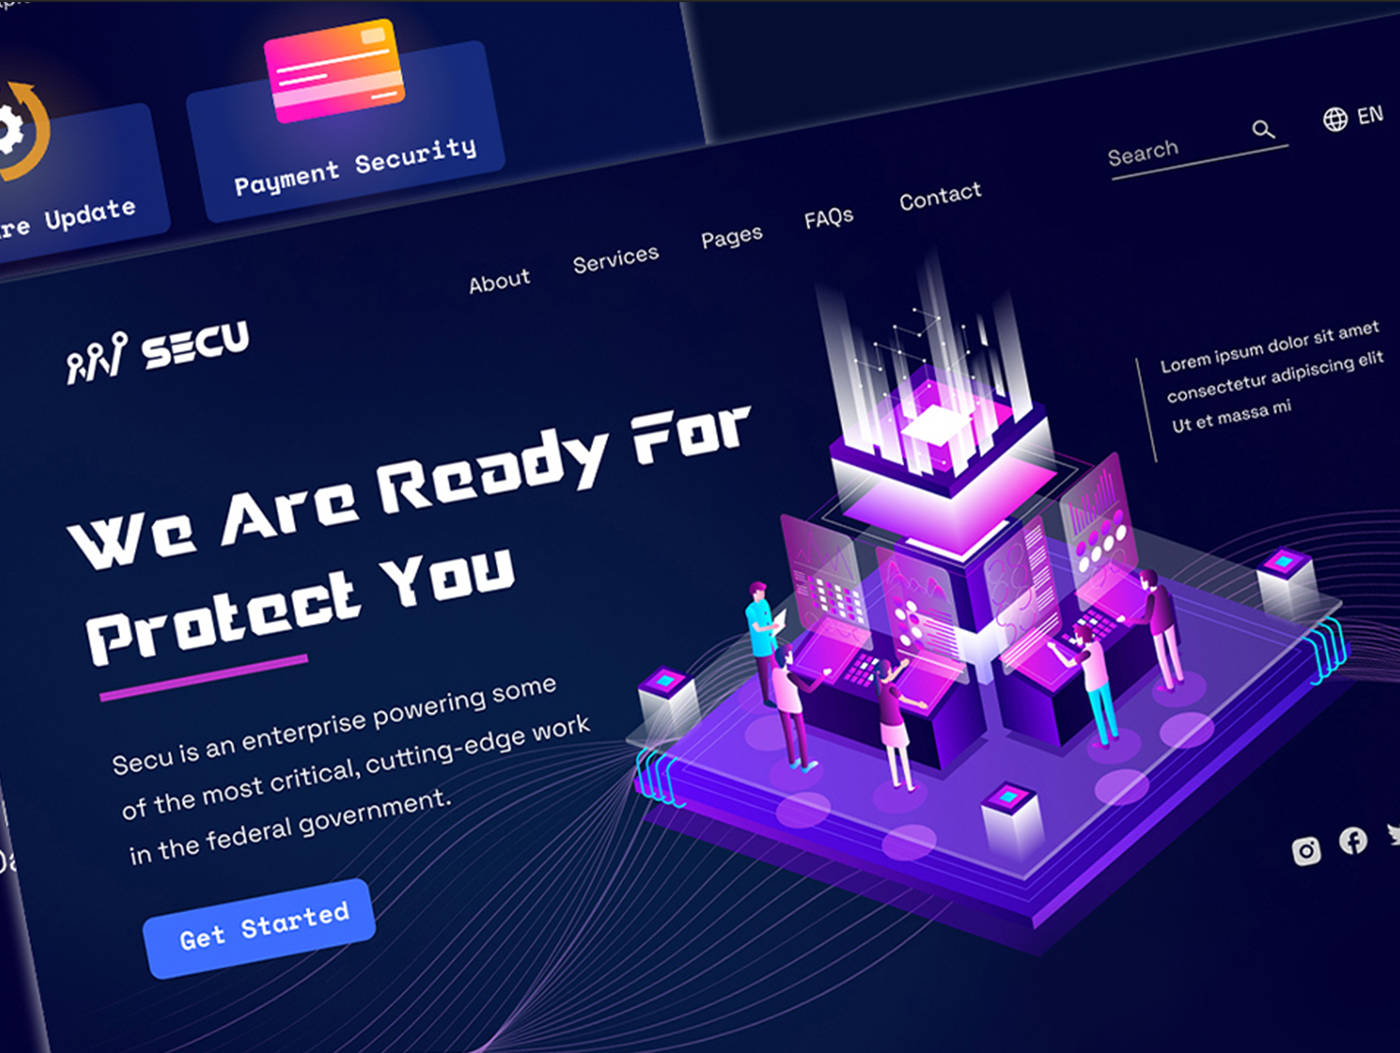 re Update
Payment Security
Search
EN
About
Services
Pages
FAQs
Contact
SECU
We Are Ready For
Protect You
Lorem ipsum dolor sit amet
consectetur adipiscing elit
Ut et massa mi
Secu is an enterprise powering some
of the most critical, cutting-edge work
in the federal government.
Get Started